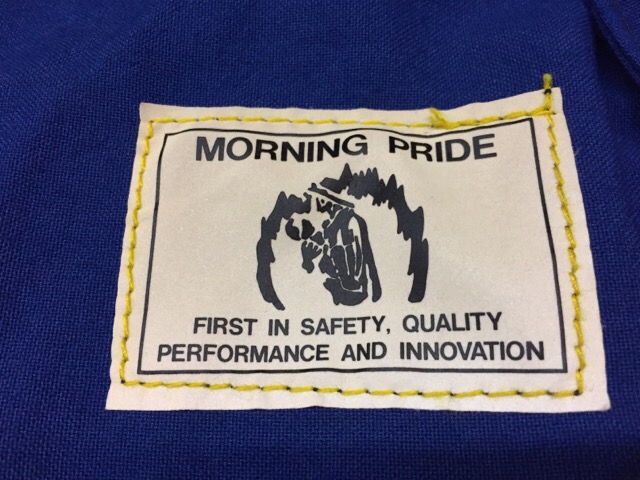 MORNING PRIDE
FIRST IN SAFETY, QUALITY
PERFORMANCE AND INNOVATION